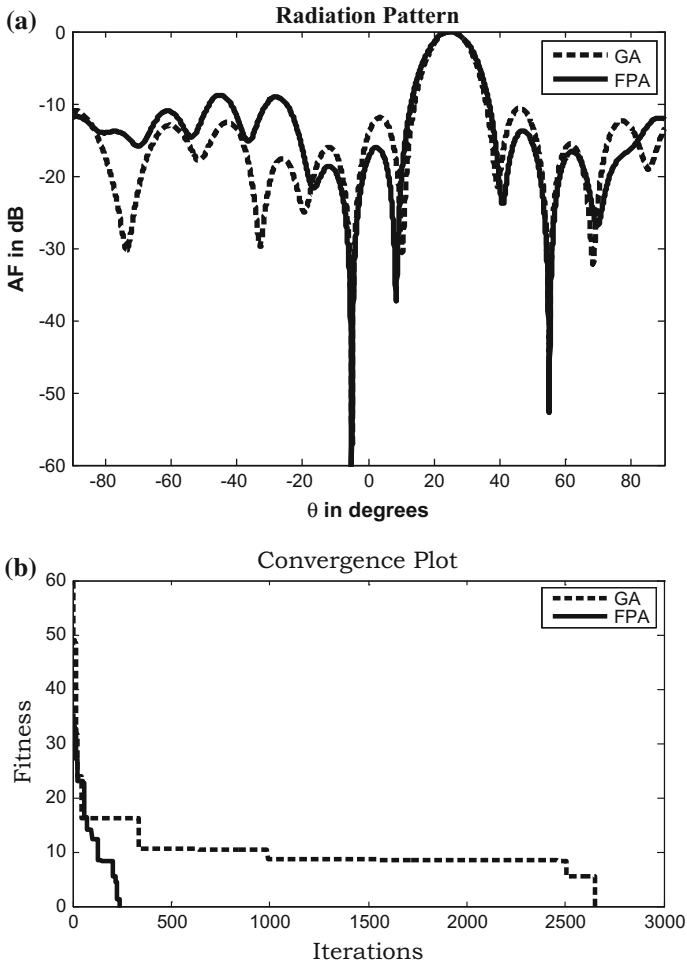 (a)
Radiation Pattern
0
-10
-20
-30
-40
-50
-60
AF in dB
GA
FPA
-80 -60 -40 -20 0 20 40 60 80
θ in degrees
(b)
Convergence Plot
60
50
40
30
20
10
0
Fitness
GA
FPA
0 500 1000 1500 2000 2500 3000
Iterations